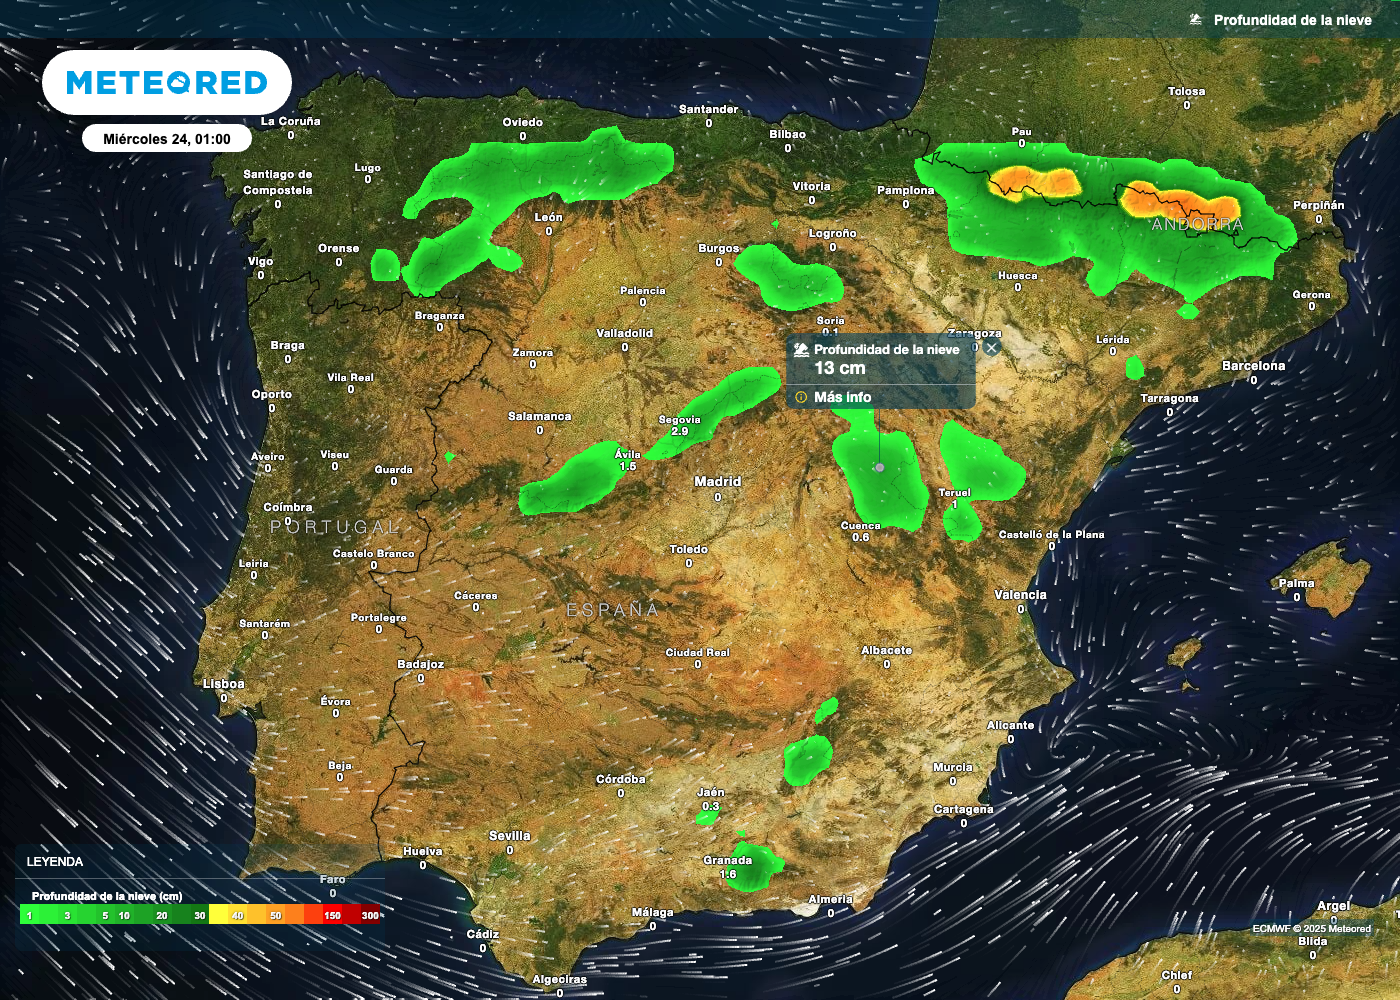 Profundidad de la nieve
METEORED
Miércoles 24, 01:00
Tolosa
0
Santander
0
La Coruña
0
Oviedo
0
Bilbao
0
Pau
0
Lugo
0
Santiago de
Compostela
0
Vitoria
0
Pamplona
0
Perpiñán
0
León
0
ANDORRA
Logroño
0
Orense
0
Burgos
0
Vigo
0
Huesca
0
Palencia
0
Gerona
0
Braganza
0
Soria
0.1
Valladolid
0
Zaragoza
0
Lérida
0
Braga
0
Zamora
0
Profundidad de la nieve
13 cm
Más info
Barcelona
0
Vila Real
0
Oporto
0
Tarragona
0
Salamanca
0
Segovia
2.9
Aveiro
0
Viseu
0
Guarda
0
Ávila
1.5
Madrid
0
Teruel
1
Coímbra
0
PORTUGAL
Cuenca
0.6
Castelló de la Plana
0
Castelo Branco
0
Toledo
0
Leiria
0
Palma
0
Cáceres
0
Valencia
0
ESPAÑA
Santarém
0
Portalegre
0
Ciudad Real
0
Albacete
0
Badajoz
0
Lisboa
0
Évora
0
Alicante
0
Beja
0
Murcia
0
Córdoba
0
Jaén
0.3
Cartagena
0
Sevilla
0
Huelva
0
Granada
1.6
LEYENDA
Faro
0
Profundidad de la nieve (cm)
1 3 5 10 20 30 40 50 150 300
Almería
0
Málaga
0
Argel
0
ECMWF © 2025 Meteored
Cádiz
0
Blida
0
Algeciras
0
Chlef
0